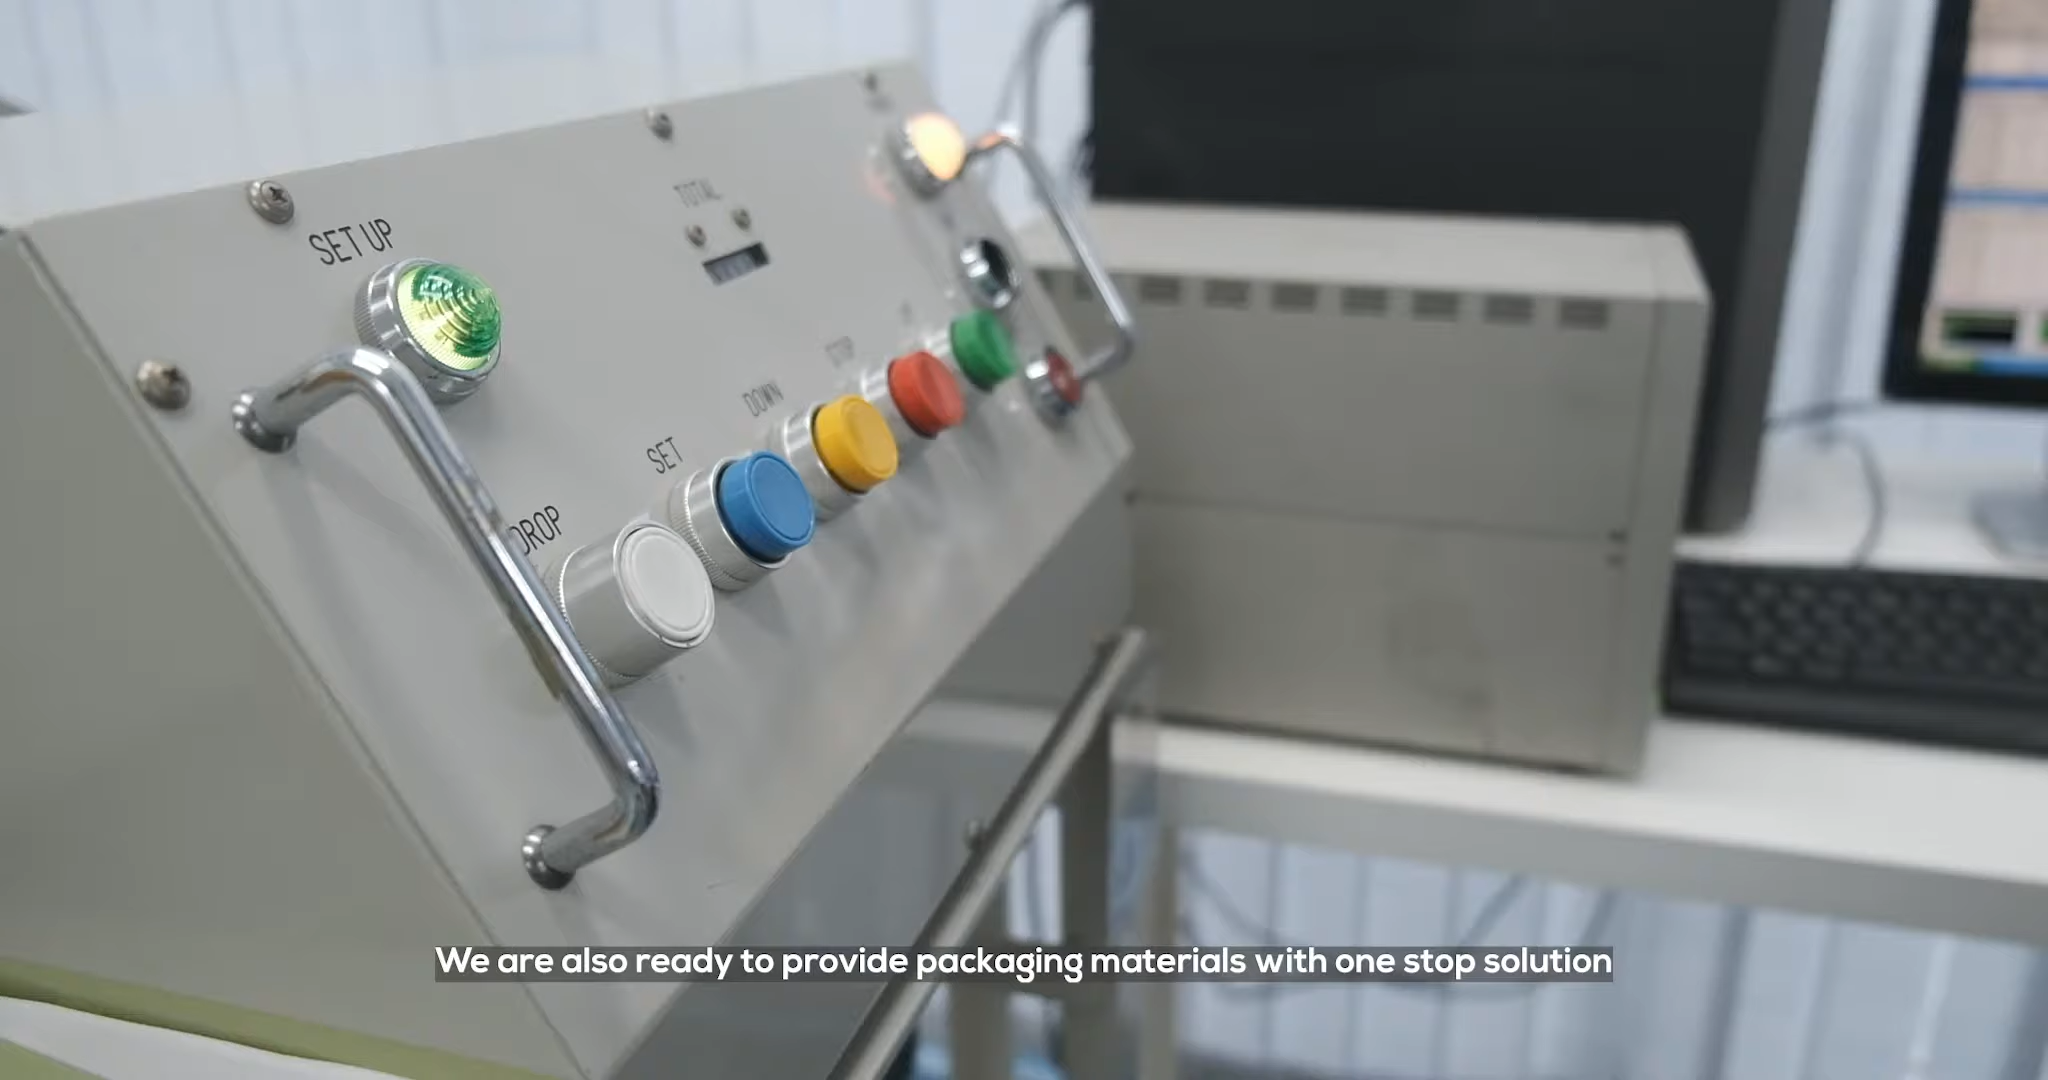 SET UP
TOTAL
STOP
DOWN
SET
DROP
We are also ready to provide packaging materials with one stop solution